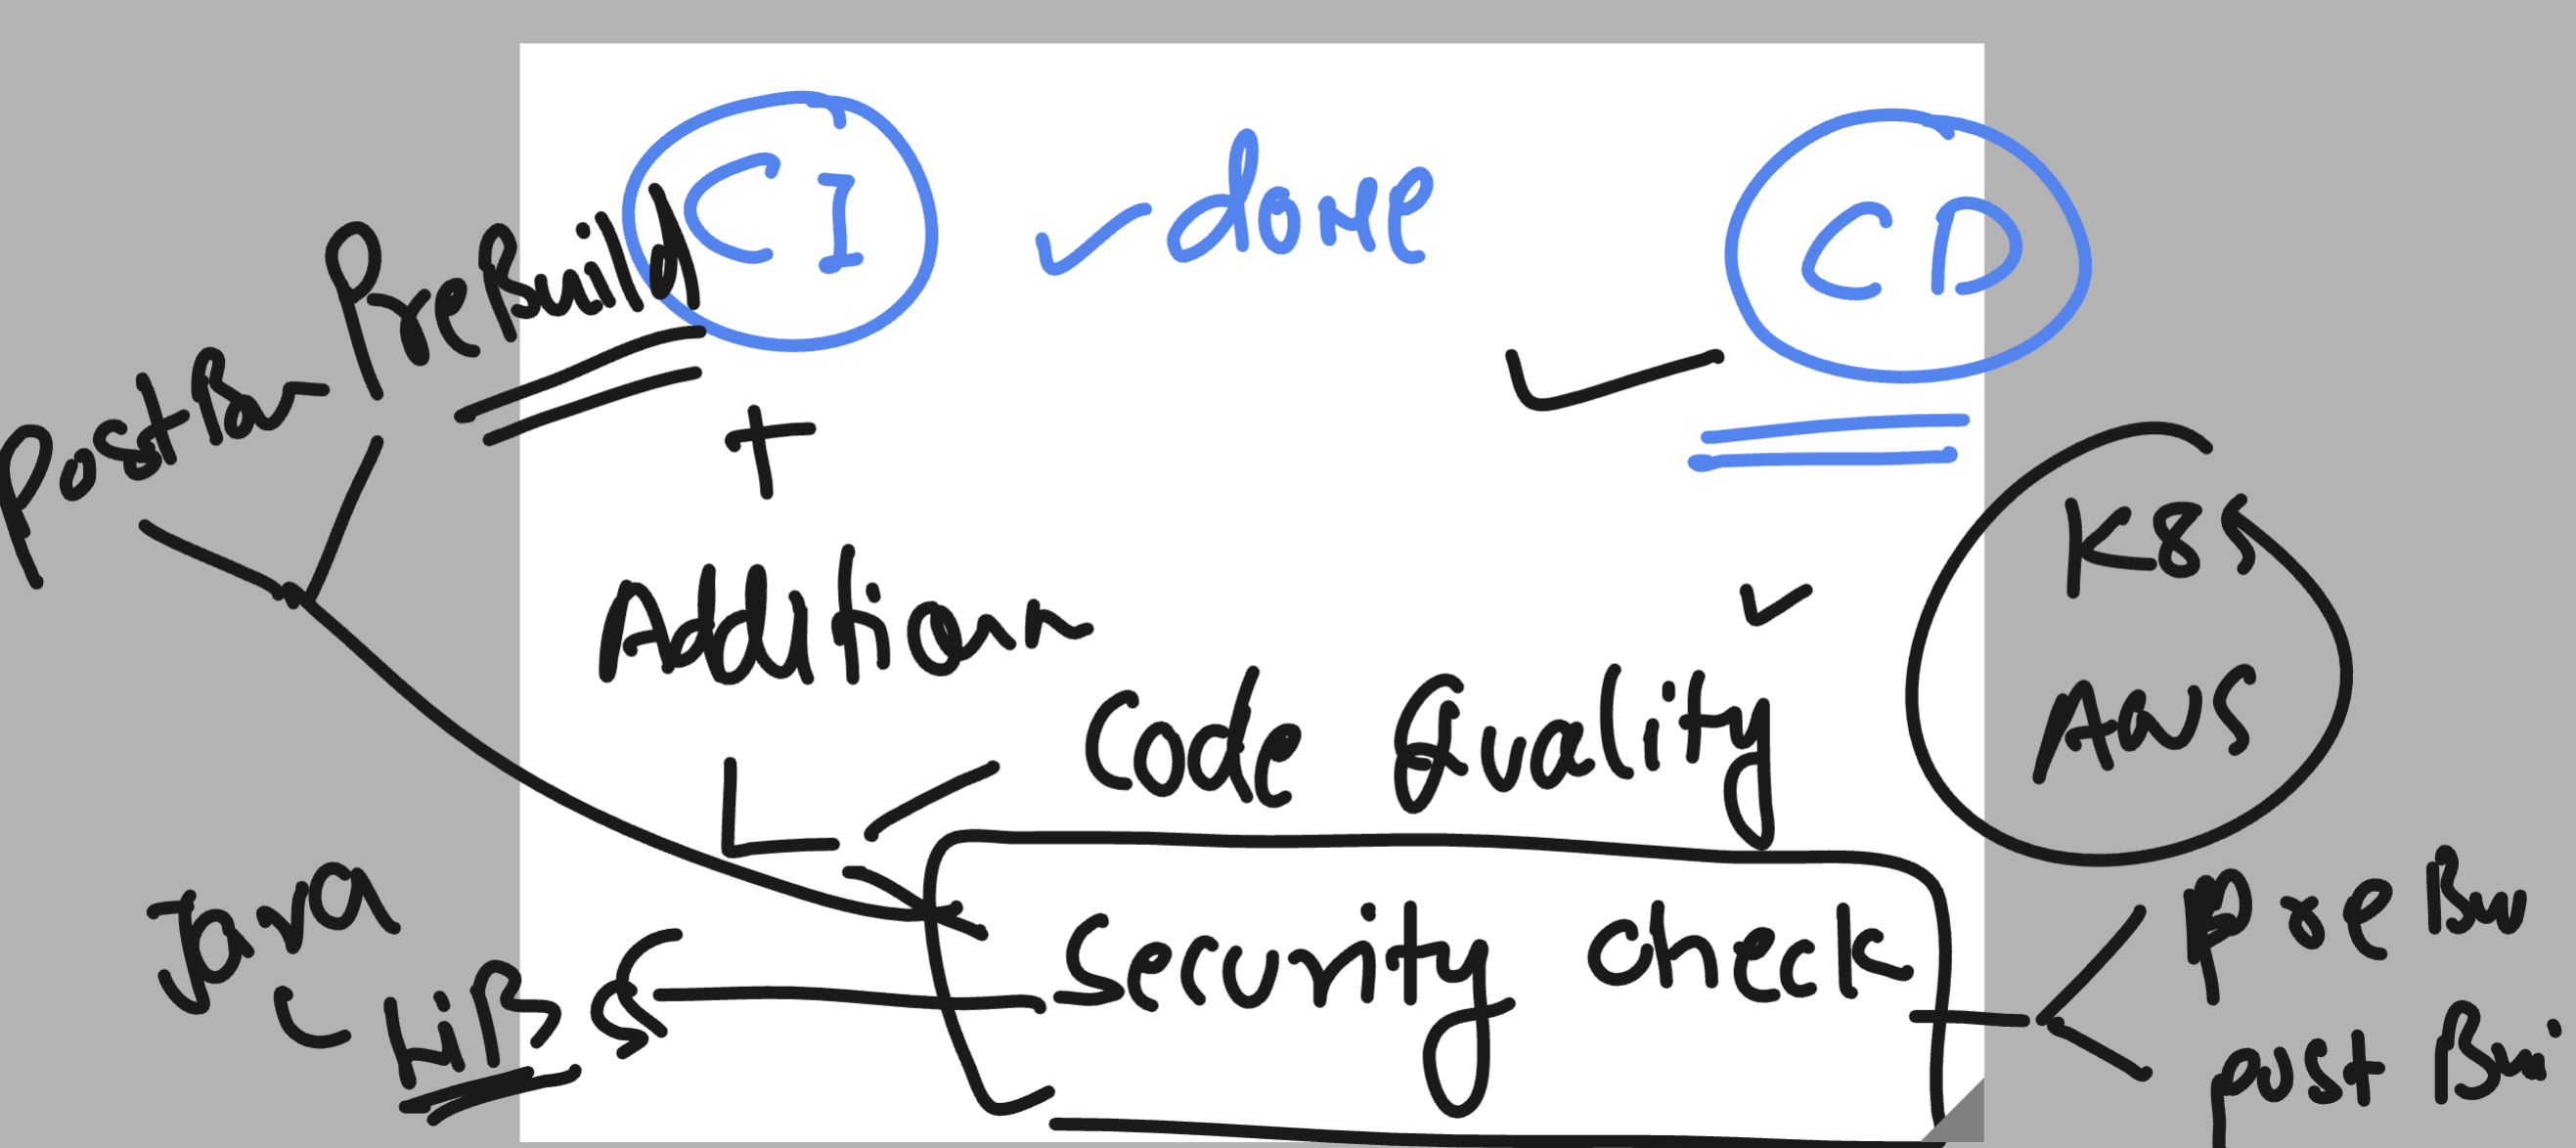 CI
✓ done
CD
PreBuild
PostBu
+
K8s
Aws
Addition
Code Quality
Security Check
Java
LiBs
pre Bu
post Bui